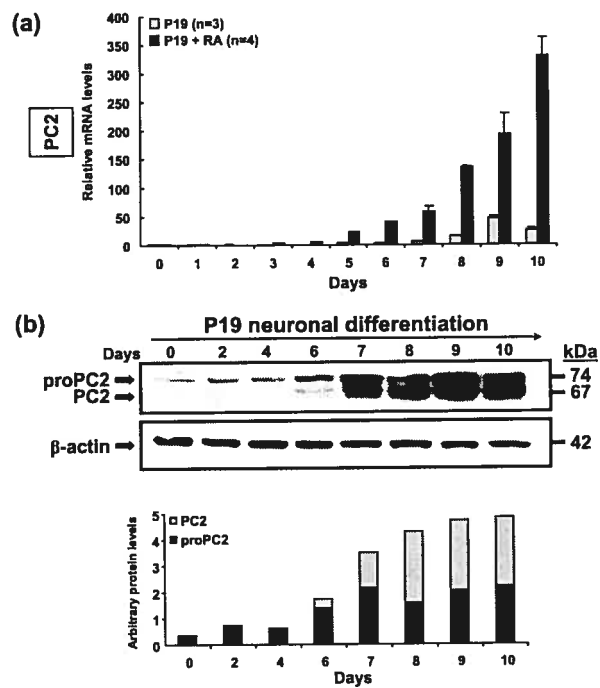 (a)
PC2
Relative mRNA levels
400
350
300
250
200
150
100
50
0
P19 (n=3)
P19 + RA (n=4)
0 1 2 3 4 5 6 7 8 9 10
Days
(b)
P19 neuronal differentiation
Days 0 2 4 6 7 8 9 10 kDa
proPC2 74
PC2 67
β-actin 42
Arbitrary protein levels
5
4
3
2
1
0
PC2
proPC2
0 2 4 6 7 8 9 10
Days